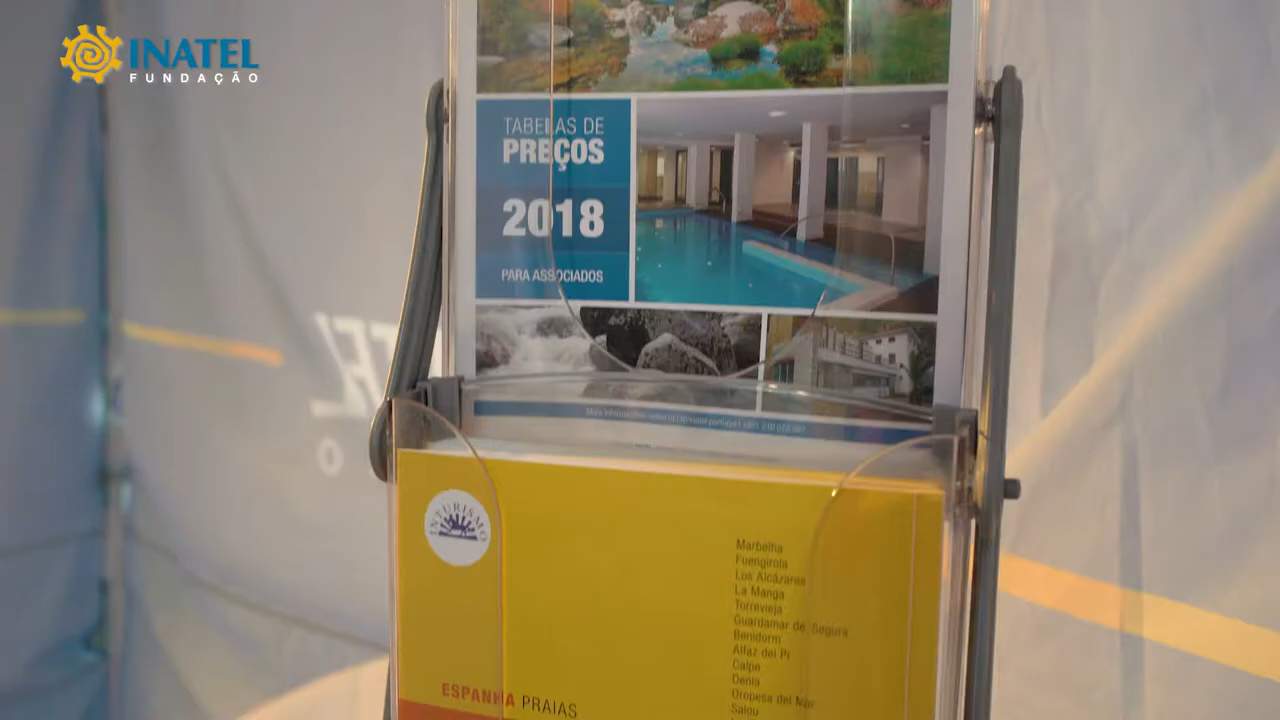 INATEL
FUNDAÇÃO
TABELAS DE
PREÇOS
2018
PARA ASSOCIADOS
INTURISMO
Marbelha
Fuengirola
Los Alcázares
La Manga
Torrevieja
Guardamar del Segura
Benidorm
Alfaz del Pi
Calpe
Denia
Oropesa del Mar
Salou
ESPANHA PRAIAS